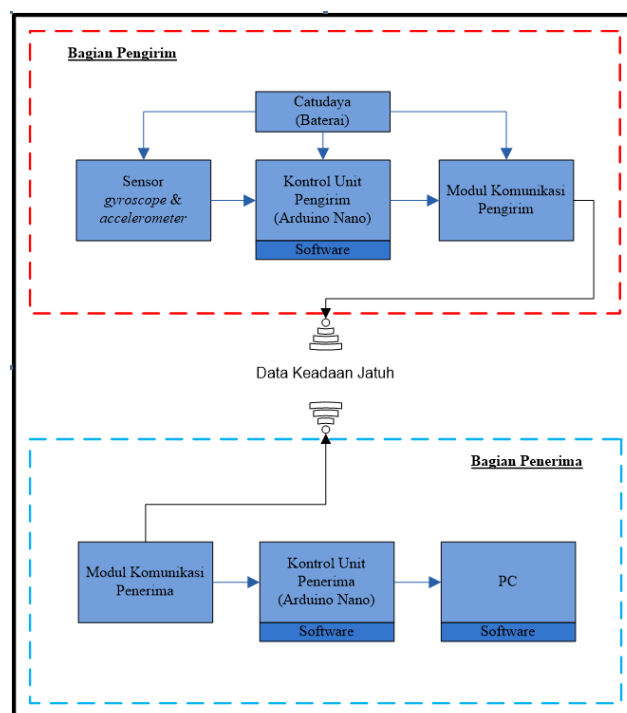 Bagian Pengirim
Catudaya
(Baterai)
Sensor
gyroscope &
accelerometer
Kontrol Unit
Pengirim
(Arduino Nano)
Software
Modul Komunikasi
Pengirim
Data Keadaan Jatuh
Bagian Penerima
Modul Komunikasi
Penerima
Kontrol Unit
Penerima
(Arduino Nano)
Software
PC
Software